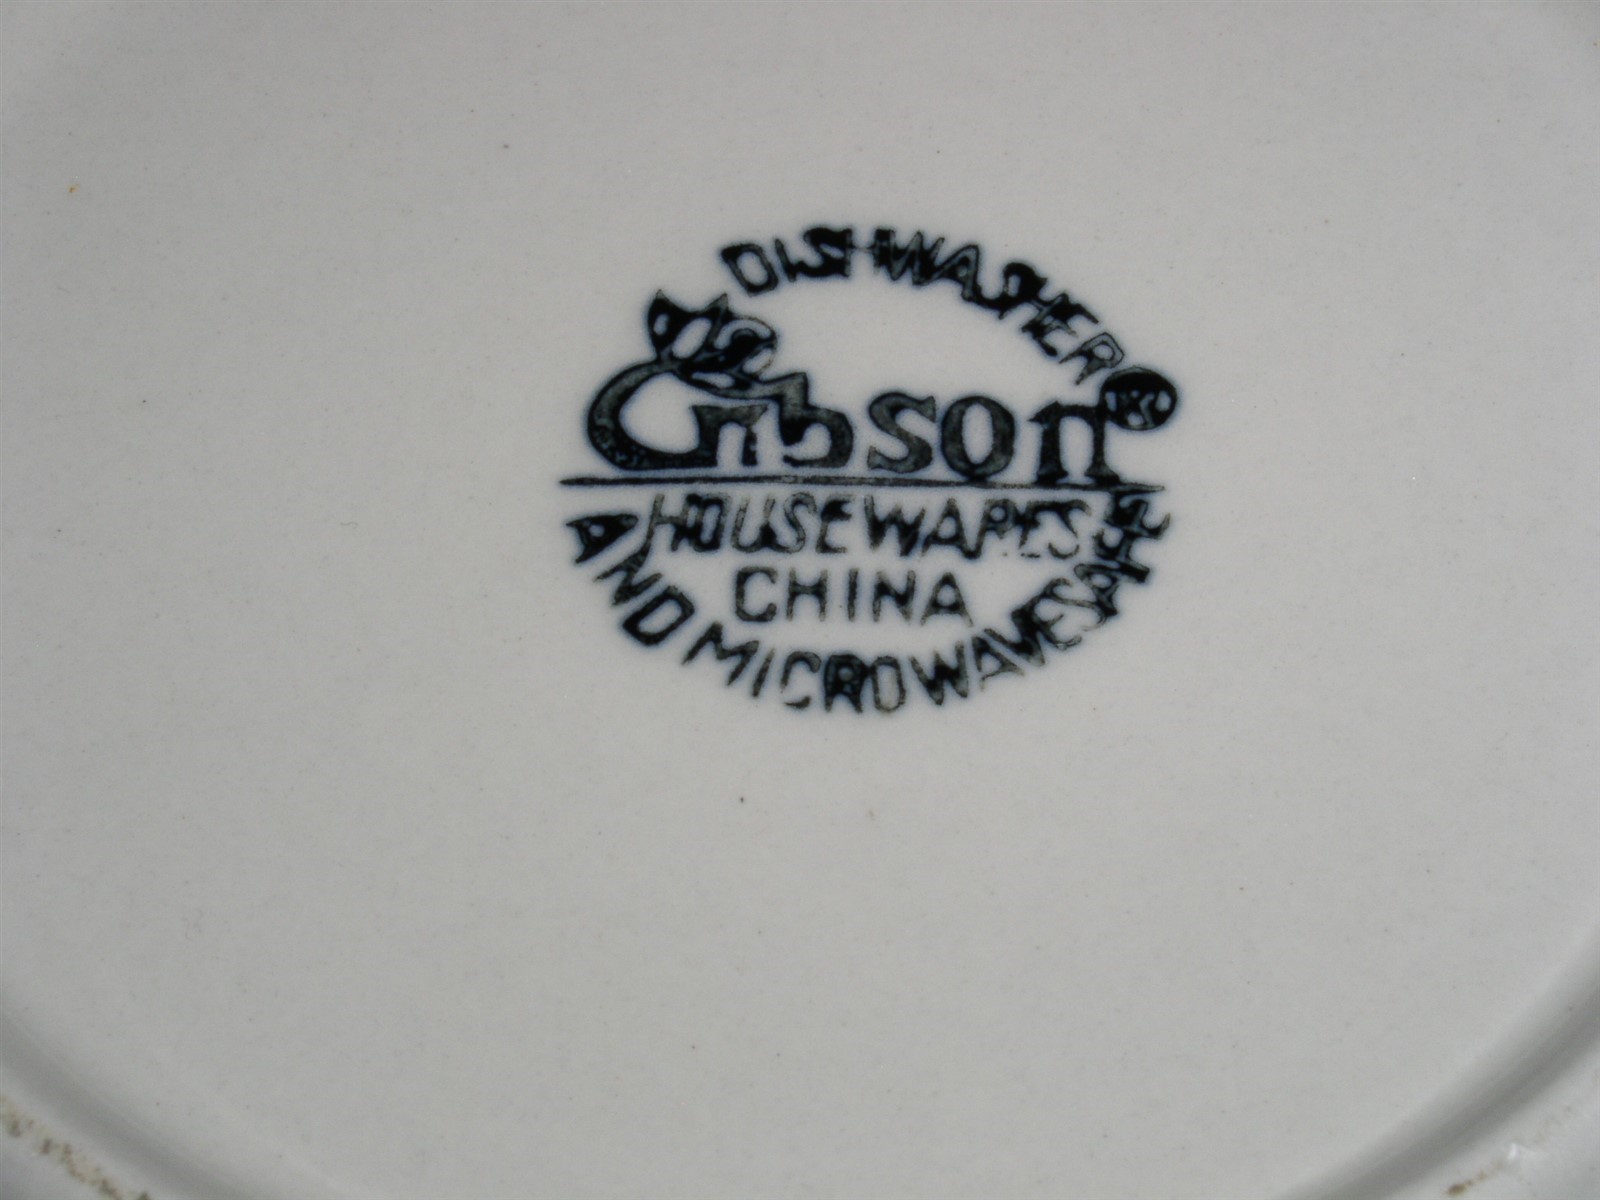 DISHWASHER
Gibson ®
HOUSEWARES
CHINA
AND MICROWAVE SAFE